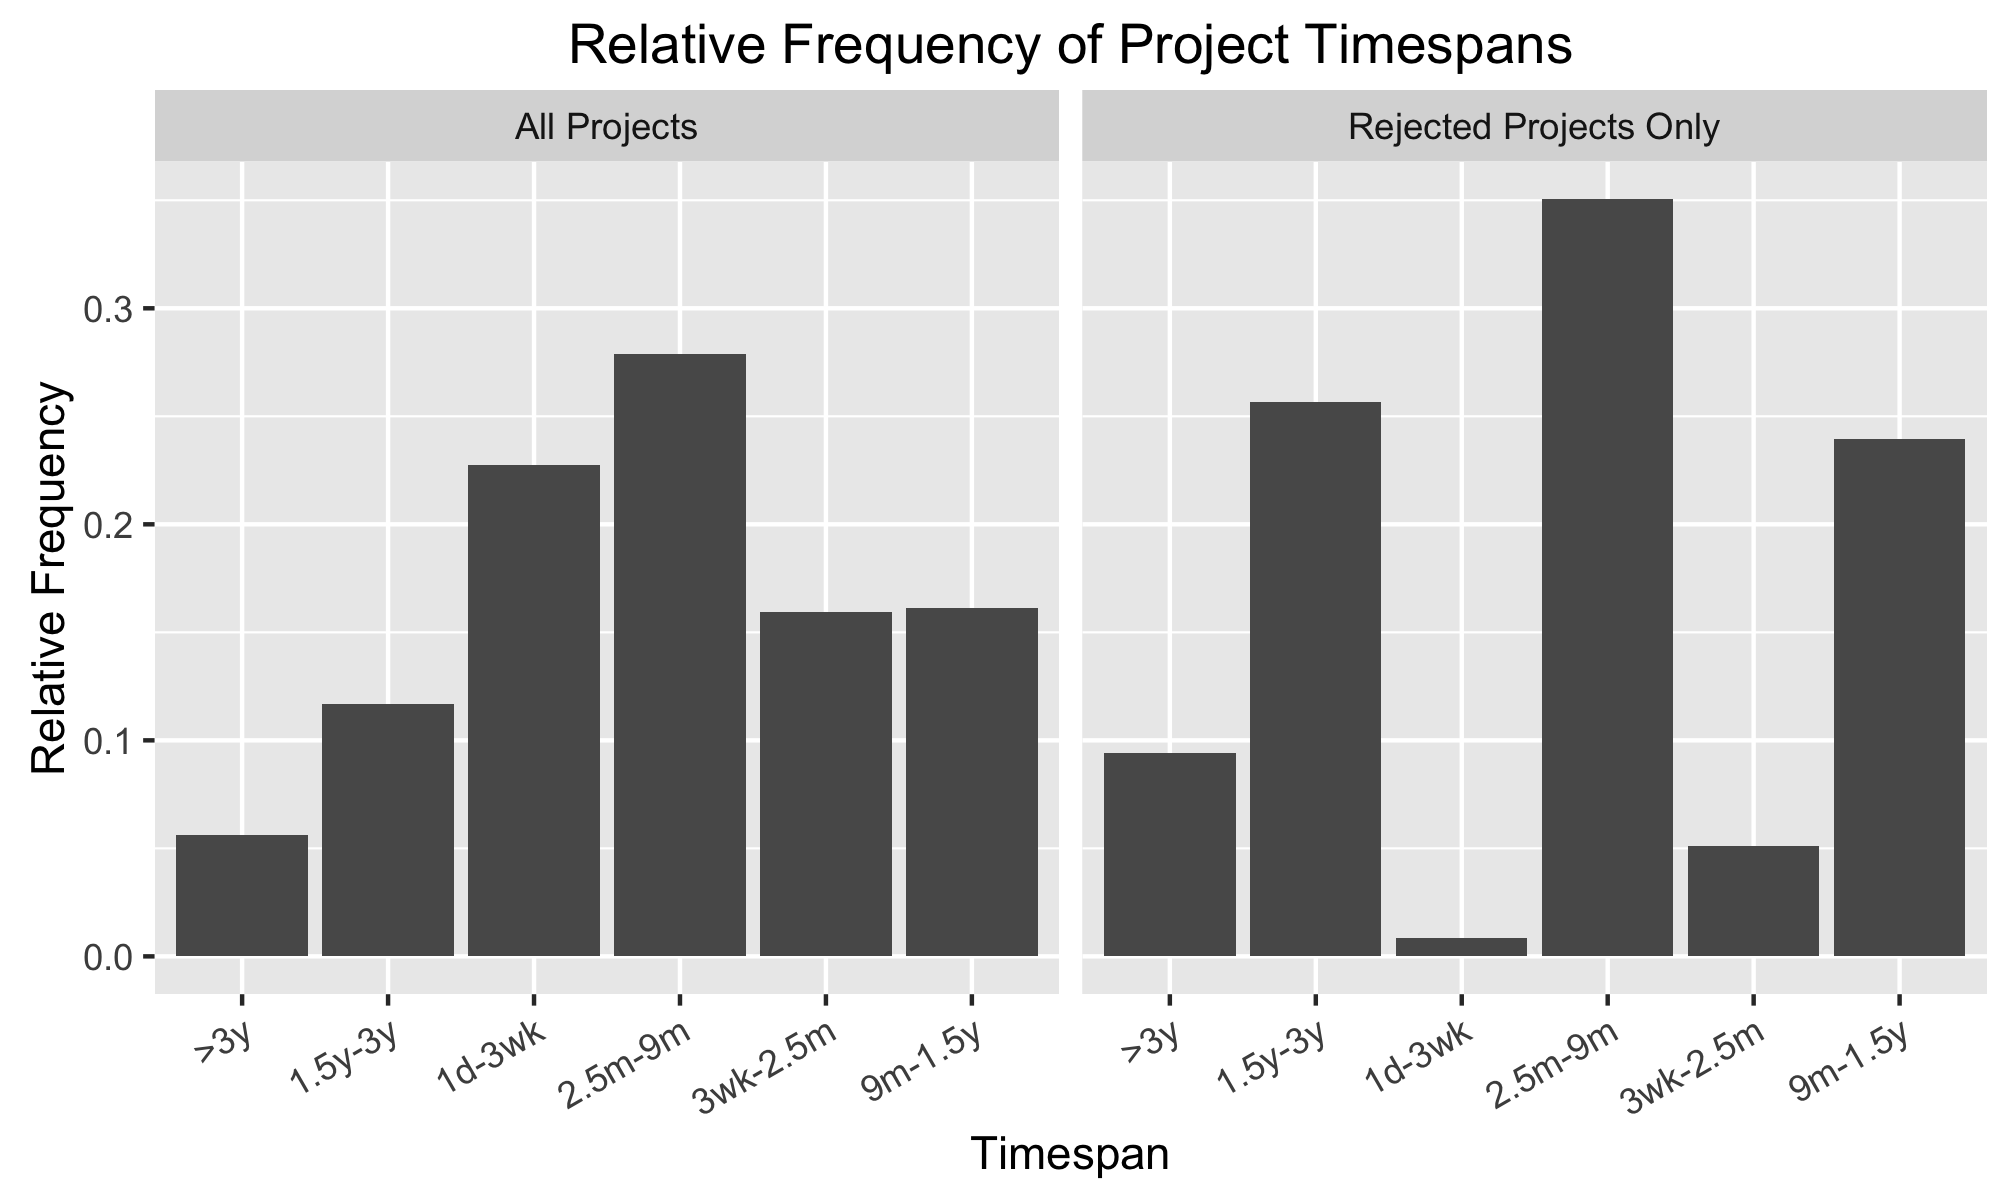 Relative Frequency of Project Timespans
All Projects
Rejected Projects Only
Relative Frequency
0.3
0.2
0.1
0.0
>3y
1.5y-3y
1d-3wk
2.5m-9m
3wk-2.5m
9m-1.5y
>3y
1.5y-3y
1d-3wk
2.5m-9m
3wk-2.5m
9m-1.5y
Timespan